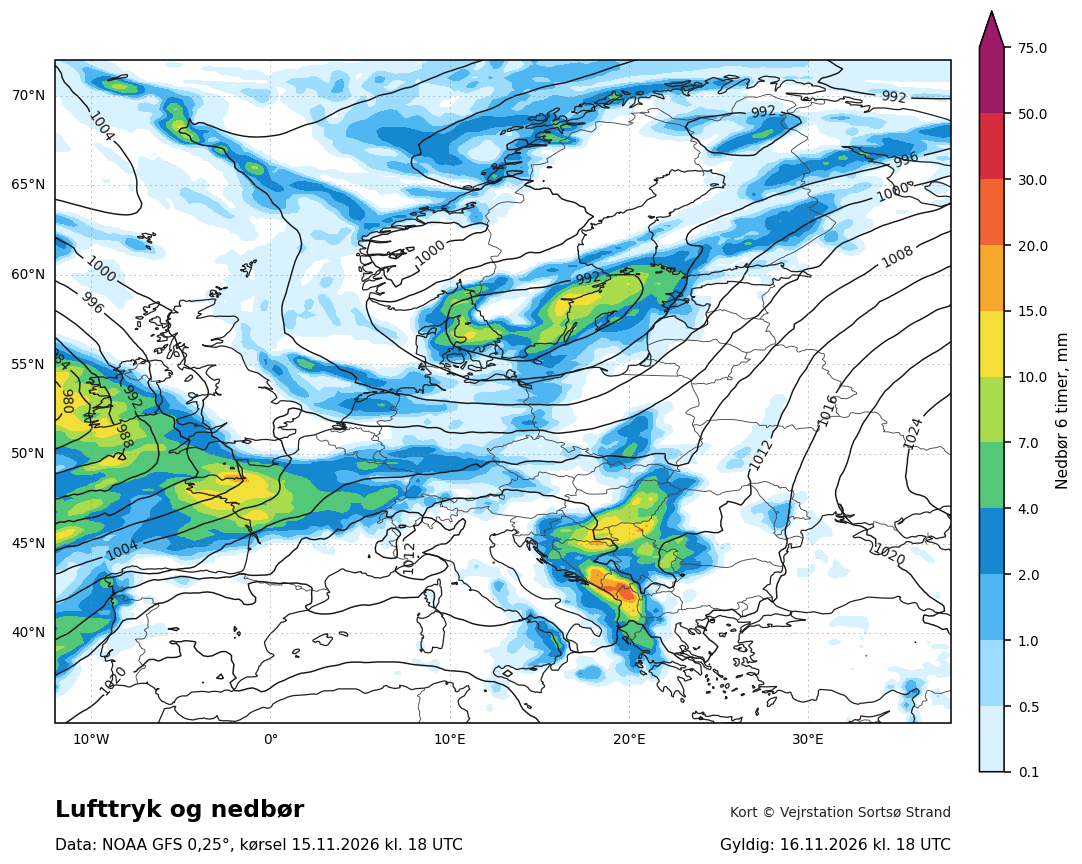 75.0
50.0
30.0
20.0
15.0
10.0
7.0
4.0
2.0
1.0
0.5
0.1
Nedbør 6 timer, mm
70°N
65°N
60°N
55°N
50°N
45°N
40°N
10°W
0°
10°E
20°E
30°E
1004
992
992
996
1000
1000
1008
1000
992
996
984
980
992
988
1016
1024
1012
1004
1012
1020
1020
Lufttryk og nedbør
Kort © Vejrstation Sortsø Strand
Data: NOAA GFS 0,25°, kørsel 15.11.2026 kl. 18 UTC
Gyldig: 16.11.2026 kl. 18 UTC